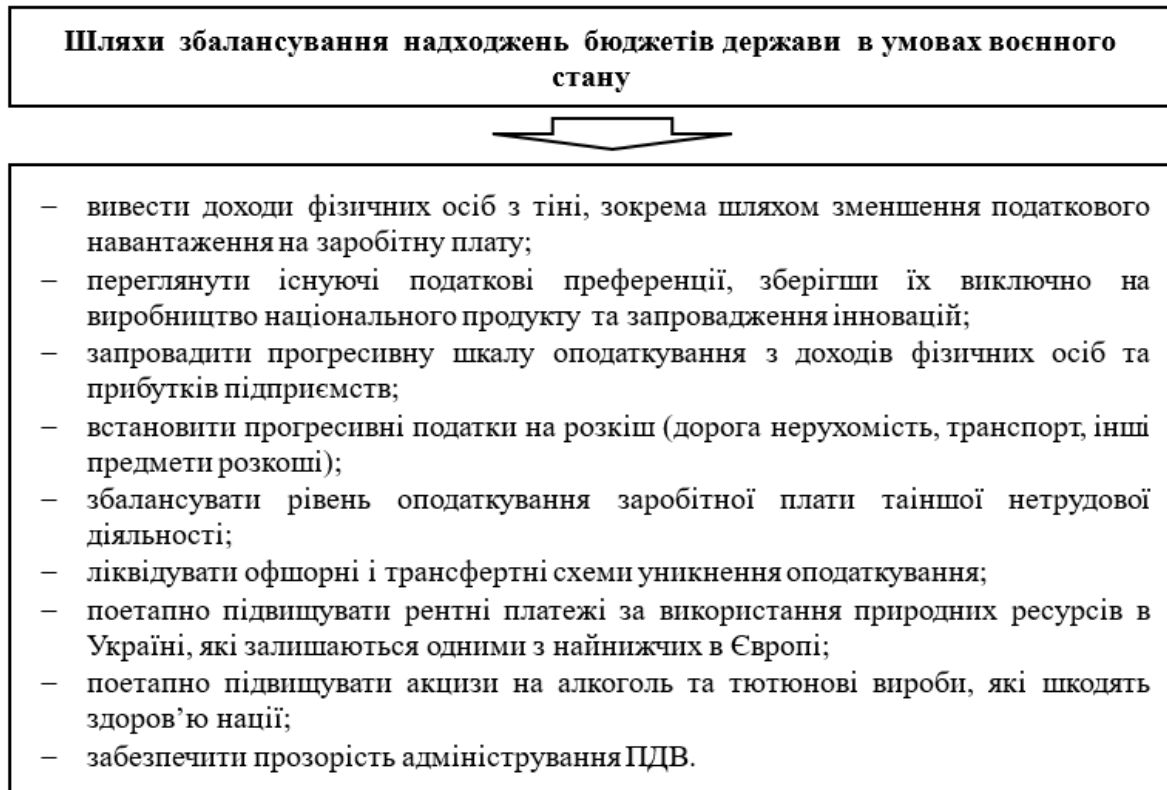 Шляхи збалансування надходжень бюджетів держави в умовах воєнного
стану
– вивести доходи фізичних осіб з тіні, зокрема шляхом зменшення податкового
навантаження на заробітну плату;
– переглянути існуючі податкові преференції, зберігши їх виключно на
виробництво національного продукту та запровадження інновацій;
– запровадити прогресивну шкалу оподаткування з доходів фізичних осіб та
прибутків підприємств;
– встановити прогресивні податки на розкіш (дорога нерухомість, транспорт, інші
предмети розкоші);
– збалансувати рівень оподаткування заробітної плати таіншої нетрудової
діяльності;
– ліквідувати офшорні і трансфертні схеми уникнення оподаткування;
– поетапно підвищувати рентні платежі за використання природних ресурсів в
Україні, які залишаються одними з найнижчих в Європі;
– поетапно підвищувати акцизи на алкоголь та тютюнові вироби, які шкодять
здоров’ю нації;
– забезпечити прозорість адміністрування ПДВ.